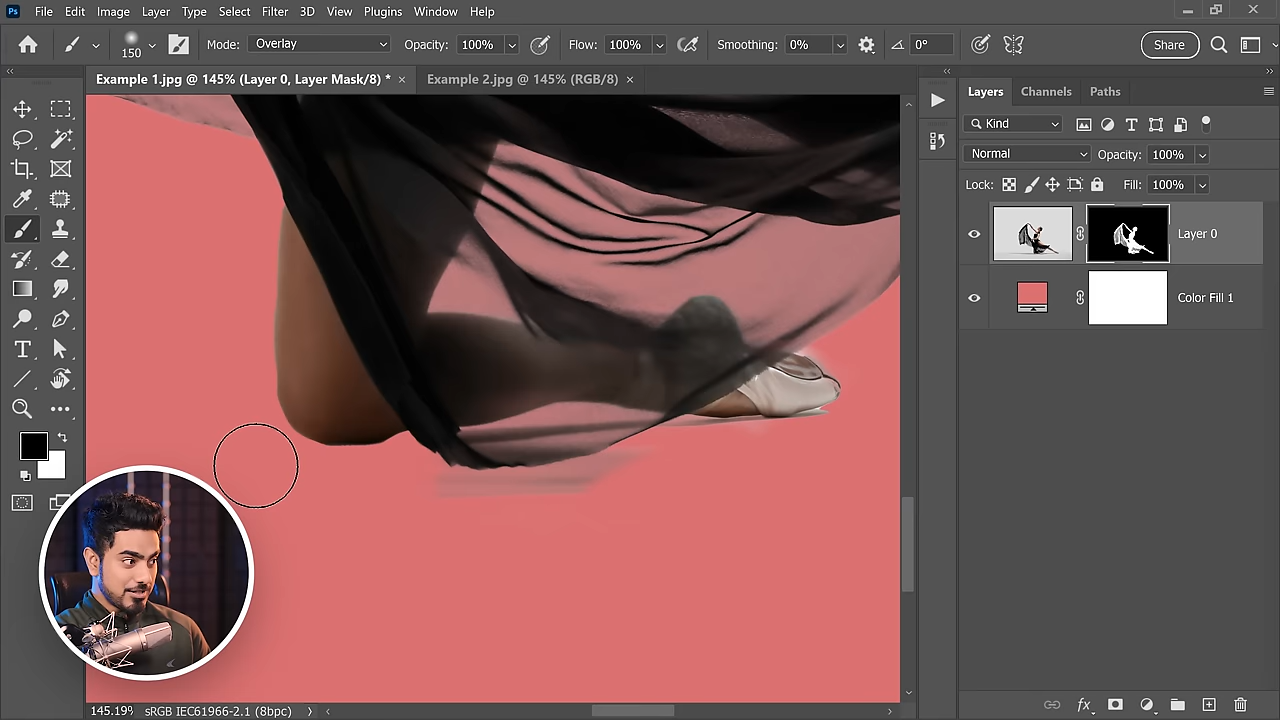 Ps File Edit Image Layer Type Select Filter 3D View Plugins Window Help
150 Mode: Overlay Opacity: 100% Flow: 100% Smoothing: 0% 0° Share
Example 1.jpg @ 145% (Layer 0, Layer Mask/8) * × Example 2.jpg @ 145% (RGB/8) ×
Layers Channels Paths
Kind
Normal Opacity: 100%
Lock: Fill: 100%
Layer 0
Color Fill 1
fx
145.19% sRGB IEC61966-2.1 (8bpc)